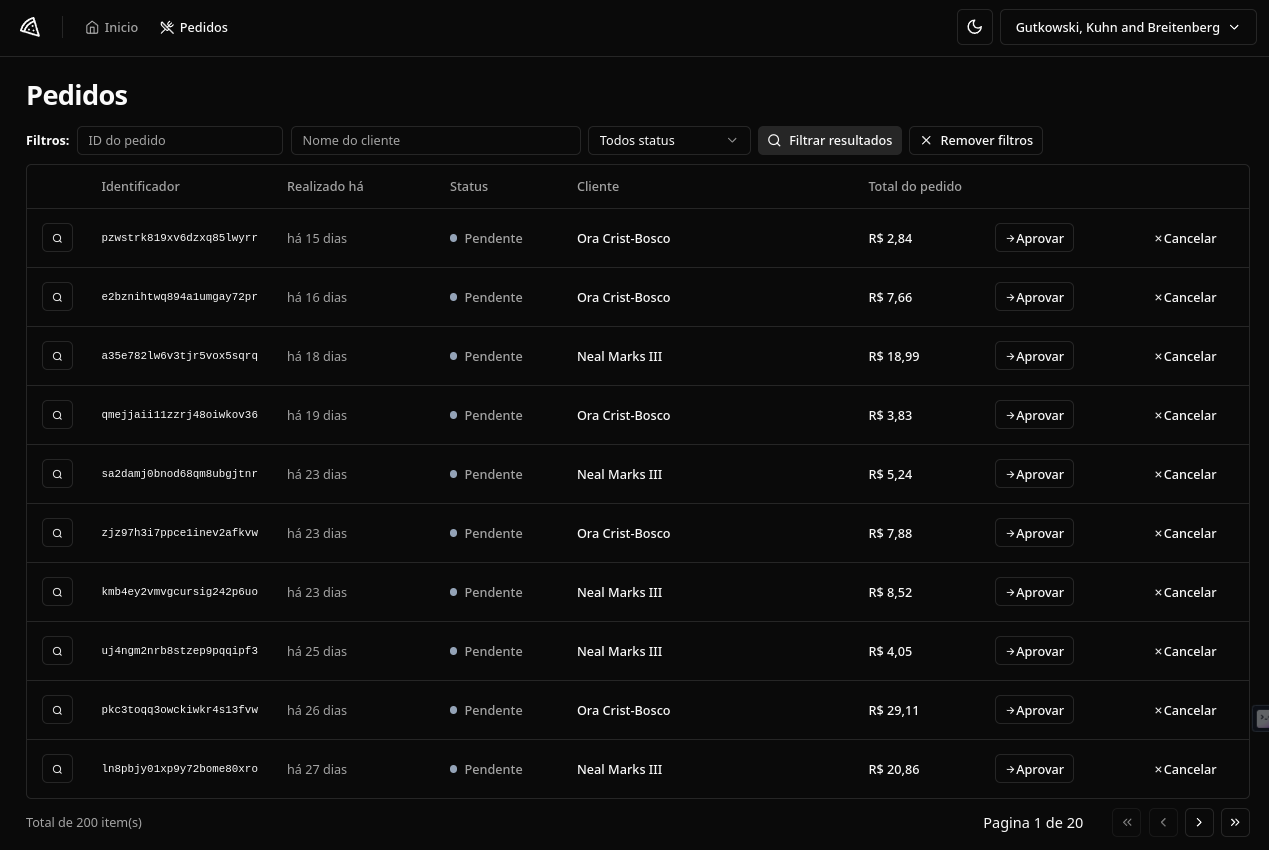 Inicio Pedidos Gutkowski, Kuhn and Breitenberg
Pedidos
Filtros: ID do pedido Nome do cliente Todos status Filtrar resultados Remover filtros
Identificador Realizado há Status Cliente Total do pedido
pzwstrk819xv6dzxq85lwyrr há 15 dias Pendente Ora Crist-Bosco R$ 2,84 Aprovar Cancelar
e2bznihtwq894a1umgay72pr há 16 dias Pendente Ora Crist-Bosco R$ 7,66 Aprovar Cancelar
a35e782lw6v3tjr5vox5sqrq há 18 dias Pendente Neal Marks III R$ 18,99 Aprovar Cancelar
qmejjaii11zzrj48oiwkov36 há 19 dias Pendente Ora Crist-Bosco R$ 3,83 Aprovar Cancelar
sa2damj0bnod68qm8ubgjtnr há 23 dias Pendente Neal Marks III R$ 5,24 Aprovar Cancelar
zjz97h3i7ppce1inev2afkvw há 23 dias Pendente Ora Crist-Bosco R$ 7,88 Aprovar Cancelar
kmb4ey2vmvgcursig242p6uo há 23 dias Pendente Neal Marks III R$ 8,52 Aprovar Cancelar
uj4ngm2nrb8stzep9pqqipf3 há 25 dias Pendente Neal Marks III R$ 4,05 Aprovar Cancelar
pkc3toqq3owckiwkr4s13fvw há 26 dias Pendente Ora Crist-Bosco R$ 29,11 Aprovar Cancelar
ln8pbjy01xp9y72bome80xro há 27 dias Pendente Neal Marks III R$ 20,86 Aprovar Cancelar
Total de 200 item(s) Pagina 1 de 20